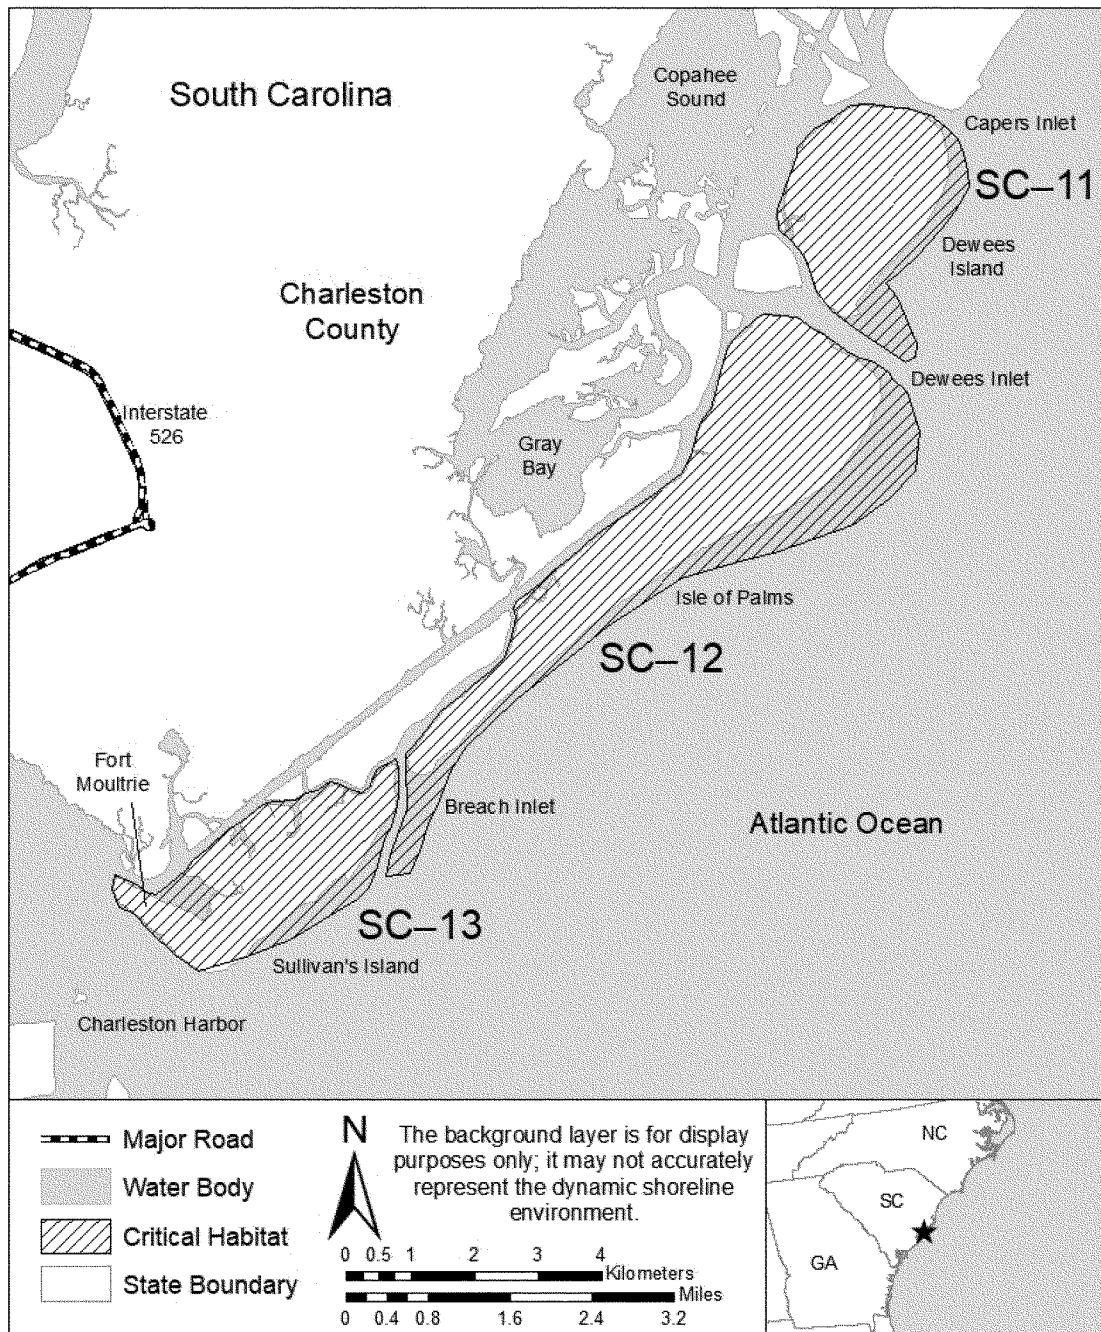 South Carolina
Copahee
Sound
Capers Inlet
SC–11
Dewees
Island
Charleston
County
Dewees Inlet
Interstate
526
Gray
Bay
Isle of Palms
SC–12
Fort
Moultrie
Breach Inlet
Atlantic Ocean
SC–13
Sullivan's Island
Charleston Harbor
Major Road
Water Body
Critical Habitat
State Boundary
N
The background layer is for display
purposes only; it may not accurately
represent the dynamic shoreline
environment.
0 0.5 1 2 3 4
Kilometers
Miles
0 0.4 0.8 1.6 2.4 3.2
NC
SC
GA